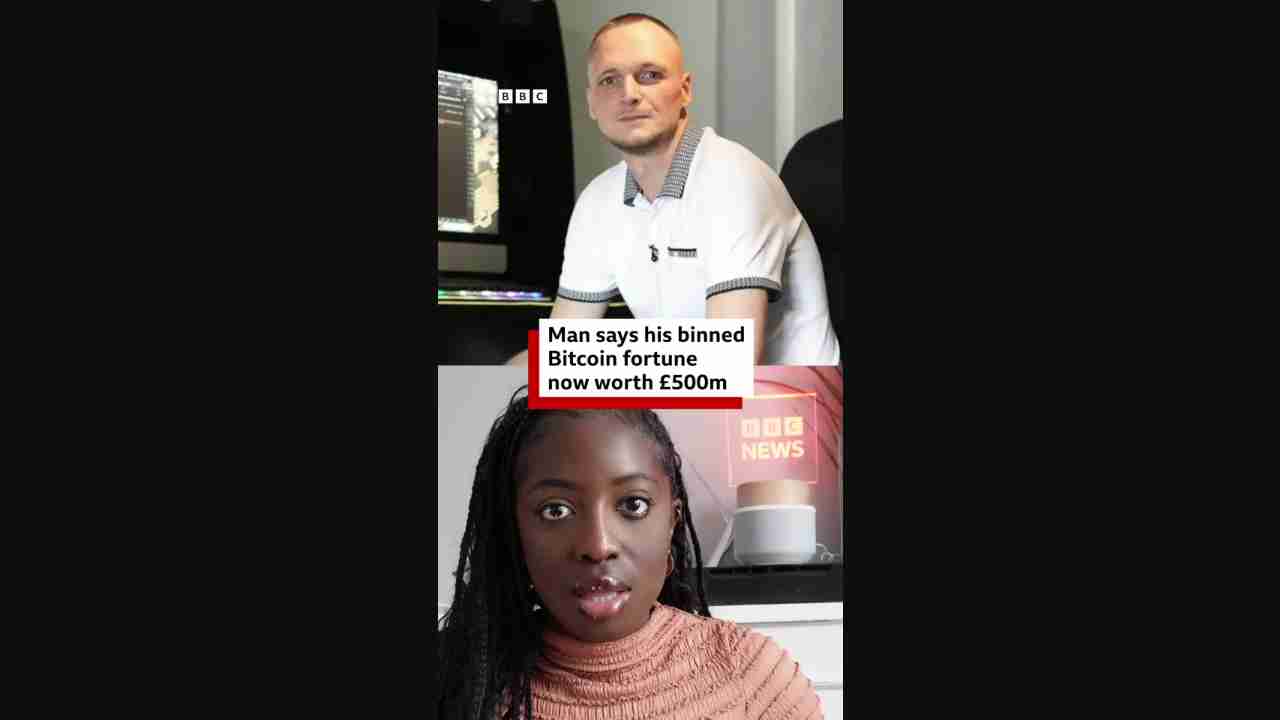 BBC
Man says his binned
Bitcoin fortune
now worth £500m
BBC
NEWS